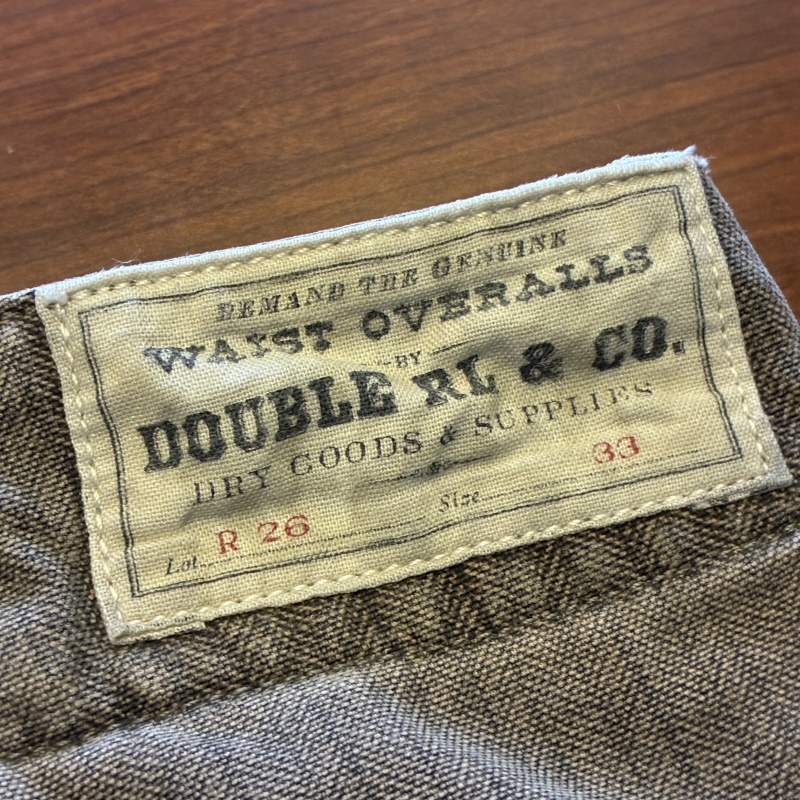 DEMAND THE GENUINE
WAIST OVERALLS
BY
DOUBLE RL & CO.
DRY GOODS & SUPPLIES
Lot R 26 Size 33